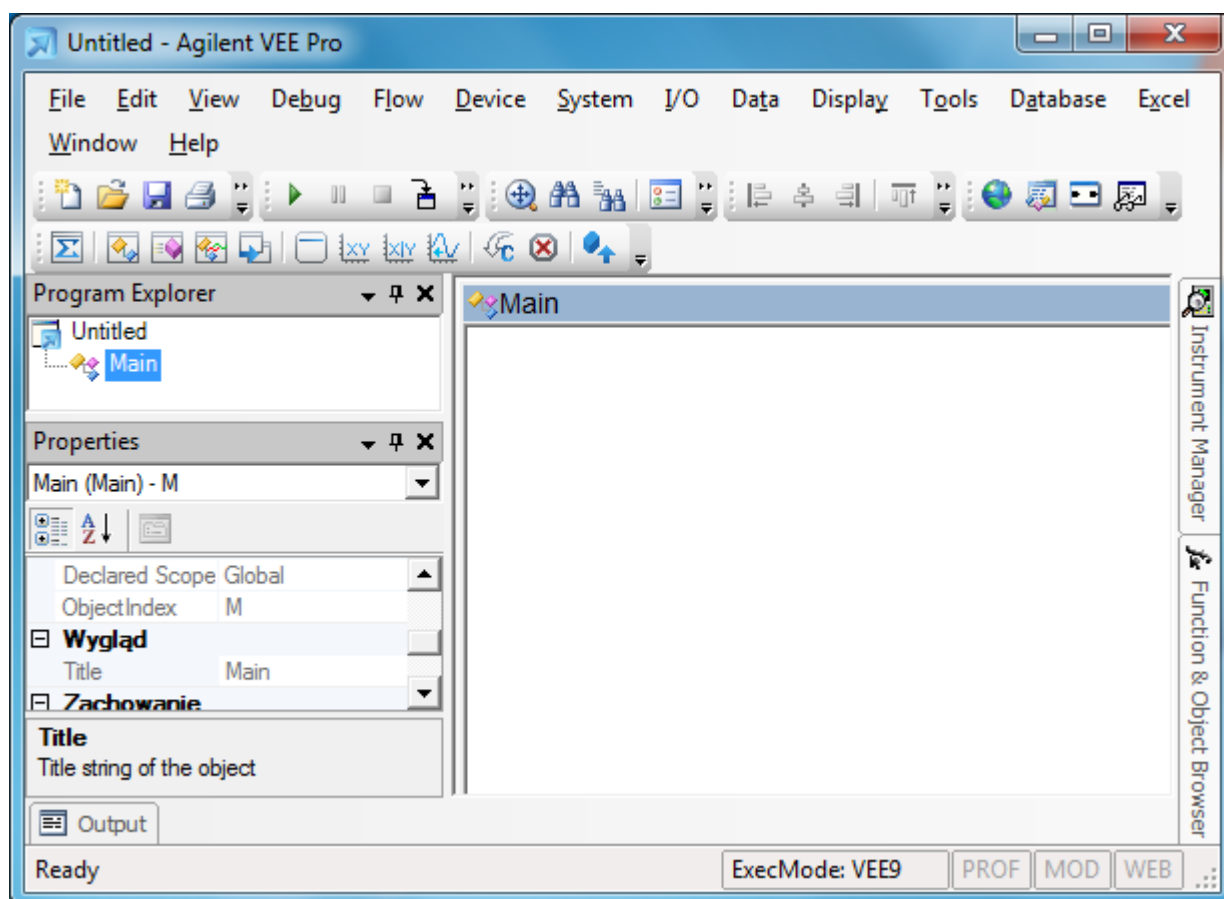 Untitled - Agilent VEE Pro
File Edit View Debug Flow Device System I/O Data Display Tools Database Excel
Window Help
Program Explorer
Untitled
Main
Properties
Main (Main) - M
Declared Scope Global
ObjectIndex M
Wygląd
Title Main
Zachowanie
Title
Title string of the object
Main
Instrument Manager
Function & Object Browser
Output
Ready ExecMode: VEE9 PROF MOD WEB